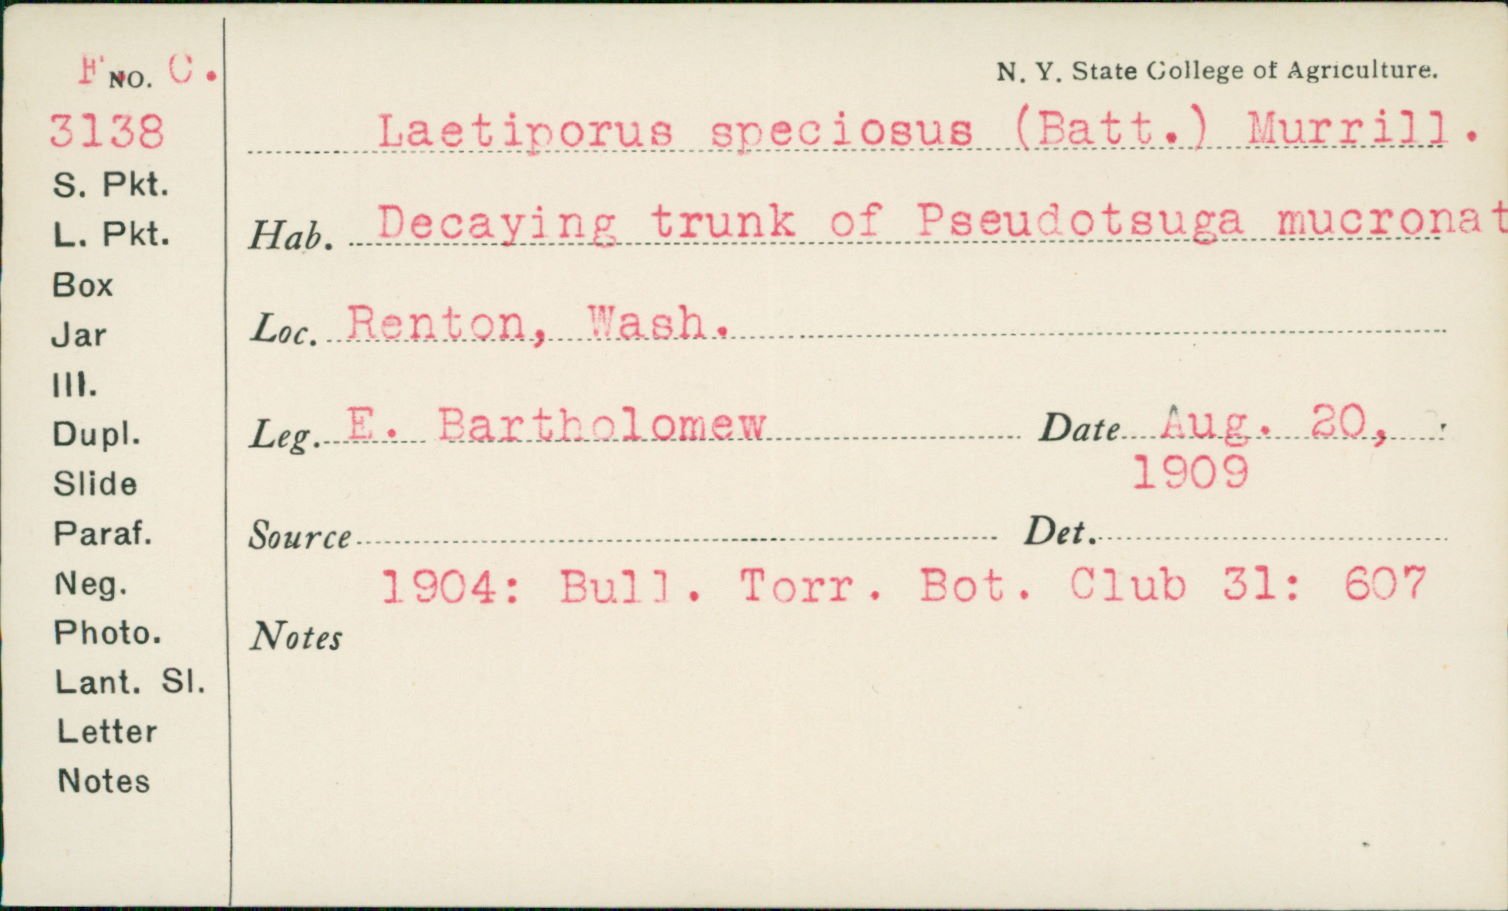 F. NO. C.
3138
S. Pkt.
L. Pkt.
Box
Jar
Ill.
Dupl.
Slide
Paraf.
Neg.
Photo.
Lant. Sl.
Letter
Notes
N. Y. State College of Agriculture.
Laetiporus speciosus (Batt.) Murrill.
Hab. Decaying trunk of Pseudotsuga mucronat
Loc. Renton, Wash.
Leg. E. Bartholomew Date Aug. 20,
1909
Source Det.
1904: Bull. Torr. Bot. Club 31: 607
Notes